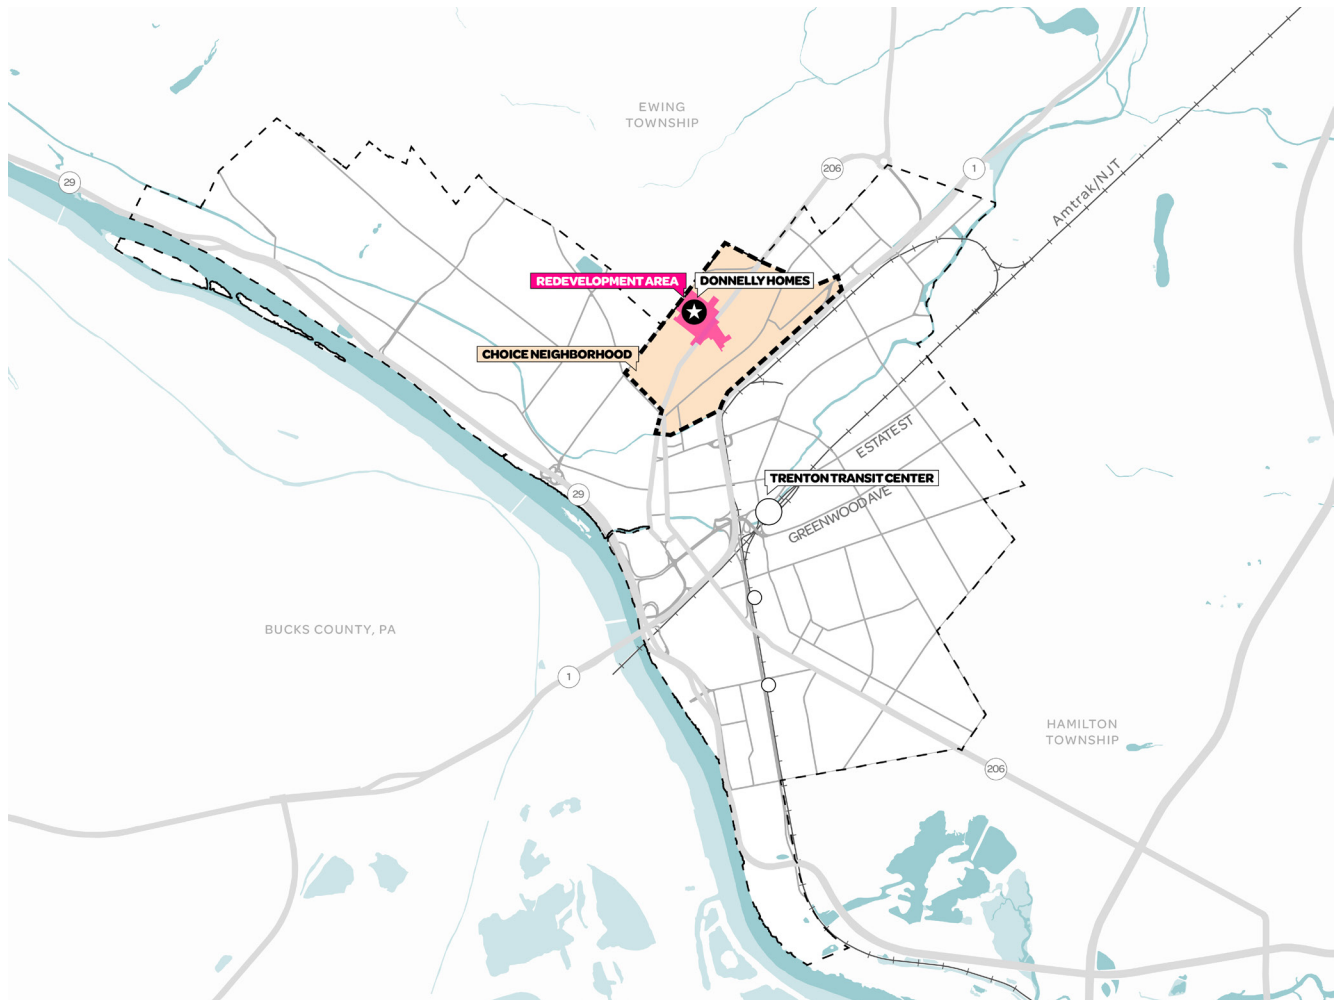 EWING
TOWNSHIP
29
206
1
Amtrak/NJT
REDEVELOPMENT AREA
DONNELLY HOMES
CHOICE NEIGHBORHOOD
E STATE ST
TRENTON TRANSIT CENTER
29
GREENWOOD AVE
BUCKS COUNTY, PA
1
HAMILTON
TOWNSHIP
206